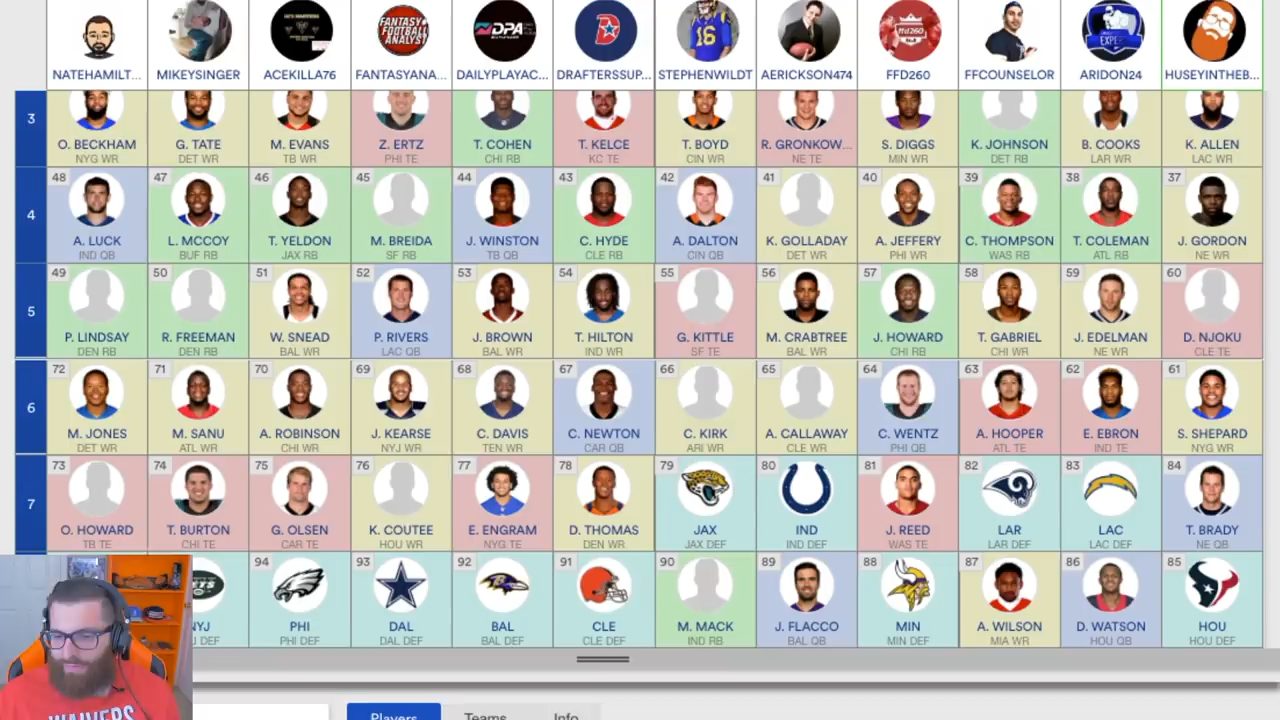 NATEHAMILT... MIKEYSINGER ACEKILLA76 FANTASYANA... DAILYPLAYAC... DRAFTERSSUP... STEPHENWILDT AERICKSON474 FFD260 FFCOUNSELOR ARIDON24 HUSEYINTHEB...
FANTASY FOOTBALL ANALYST DPA 16 ffd260 EXPE
3
O. BECKHAM G. TATE M. EVANS Z. ERTZ T. COHEN T. KELCE T. BOYD R. GRONKOW... S. DIGGS K. JOHNSON B. COOKS K. ALLEN
NYG WR DET WR TB WR PHI TE CHI RB KC TE CIN WR NE TE MIN WR DET RB LAR WR LAC WR
48 47 46 45 44 43 42 41 40 39 38 37
4
A. LUCK L. MCCOY T. YELDON M. BREIDA J. WINSTON C. HYDE A. DALTON K. GOLLADAY A. JEFFERY C. THOMPSON T. COLEMAN J. GORDON
IND QB BUF RB JAX RB SF RB TB QB CLE RB CIN QB DET WR PHI WR WAS RB ATL RB NE WR
49 50 51 52 53 54 55 56 57 58 59 60
5
P. LINDSAY R. FREEMAN W. SNEAD P. RIVERS J. BROWN T. HILTON G. KITTLE M. CRABTREE J. HOWARD T. GABRIEL J. EDELMAN D. NJOKU
DEN RB DEN RB BAL WR LAC QB BAL WR IND WR SF TE BAL WR CHI RB CHI WR NE WR CLE TE
72 71 70 69 68 67 66 65 64 63 62 61
6
M. JONES M. SANU A. ROBINSON J. KEARSE C. DAVIS C. NEWTON C. KIRK A. CALLAWAY C. WENTZ A. HOOPER E. EBRON S. SHEPARD
DET WR ATL WR CHI WR NYJ WR TEN WR CAR QB ARI WR CLE WR PHI QB ATL TE IND TE NYG WR
73 74 75 76 77 78 79 80 81 82 83 84
7
O. HOWARD T. BURTON G. OLSEN K. COUTEE E. ENGRAM D. THOMAS JAX IND J. REED LAR LAC T. BRADY
TB TE CHI TE CAR TE HOU WR NYG TE DEN WR JAX DEF IND DEF WAS TE LAR DEF LAC DEF NE QB
94 93 92 91 90 89 88 87 86 85
NYJ PHI DAL BAL CLE M. MACK J. FLACCO MIN A. WILSON D. WATSON HOU
DEF PHI DEF DAL DEF BAL DEF CLE DEF IND RB BAL QB MIN DEF MIA WR HOU QB HOU DEF
WAIVERS
Players Teams Info